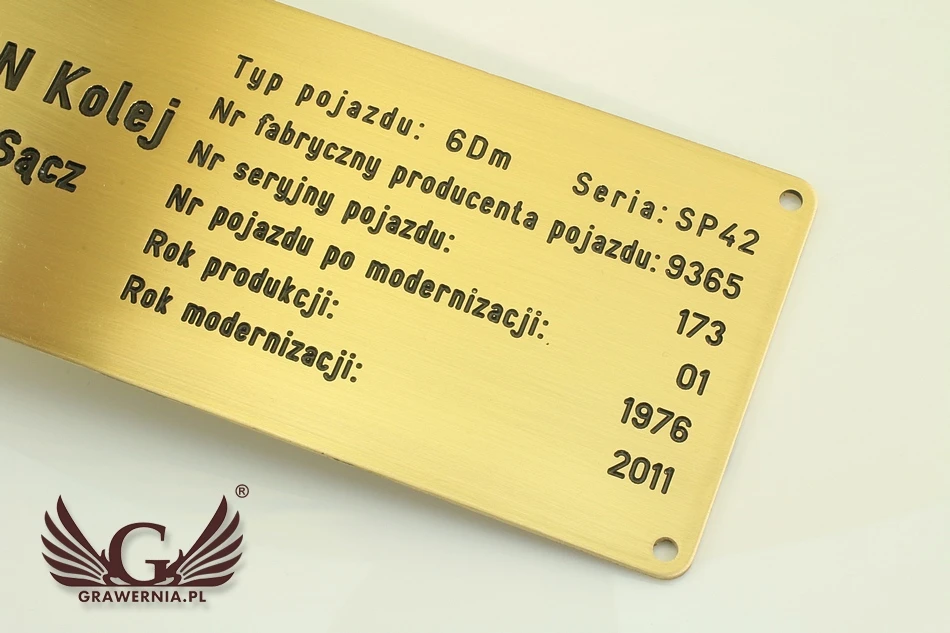 N Kolej
Sącz
Typ pojazdu: 6Dm Seria: SP42
Nr fabryczny producenta pojazdu: 9365
Nr seryjny pojazdu: 173
Nr pojazdu po modernizacji: 01
Rok produkcji: 1976
Rok modernizacji: 2011
G ®
GRAWERNIA.PL